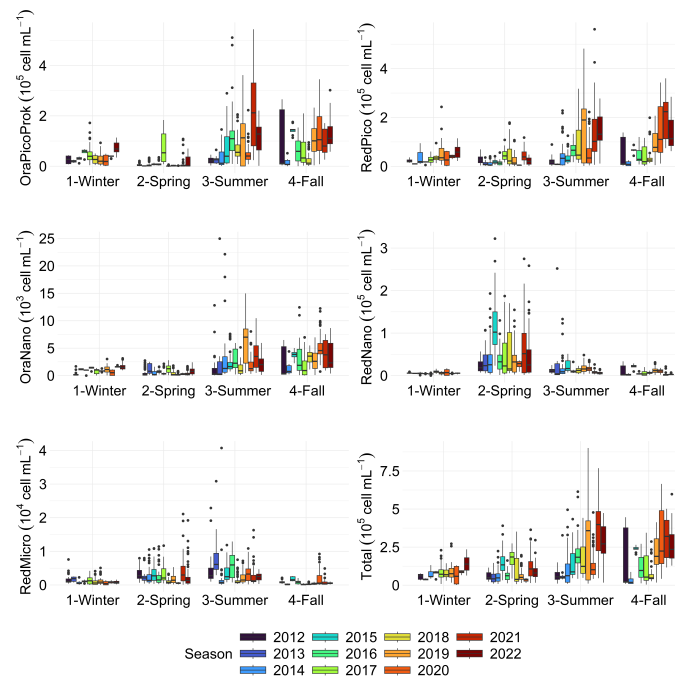 OraPicoProk (10⁵ cell mL⁻¹)
4
2
0
1-Winter 2-Spring 3-Summer 4-Fall
RedPico (10⁵ cell mL⁻¹)
4
2
0
1-Winter 2-Spring 3-Summer 4-Fall
OraNano (10³ cell mL⁻¹)
25
20
15
10
5
0
1-Winter 2-Spring 3-Summer 4-Fall
RedNano (10⁵ cell mL⁻¹)
3
2
1
0
1-Winter 2-Spring 3-Summer 4-Fall
RedMicro (10⁴ cell mL⁻¹)
4
3
2
1
0
1-Winter 2-Spring 3-Summer 4-Fall
Total (10⁵ cell mL⁻¹)
7.5
5
2.5
0
1-Winter 2-Spring 3-Summer 4-Fall
Season
2012 2015 2018 2021
2013 2016 2019 2022
2014 2017 2020